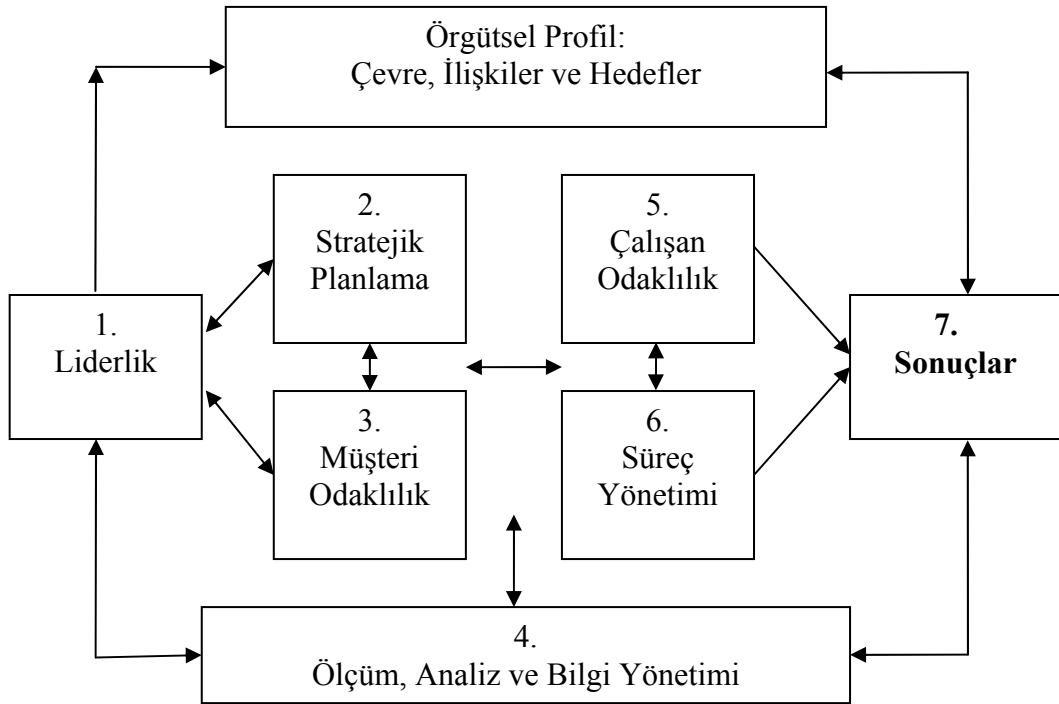 Örgütsel Profil:
Çevre, İlişkiler ve Hedefler
2.
Stratejik
Planlama
5.
Çalışan
Odaklılık
1.
Liderlik
7.
Sonuçlar
3.
Müşteri
Odaklılık
6.
Süreç
Yönetimi
4.
Ölçüm, Analiz ve Bilgi Yönetimi